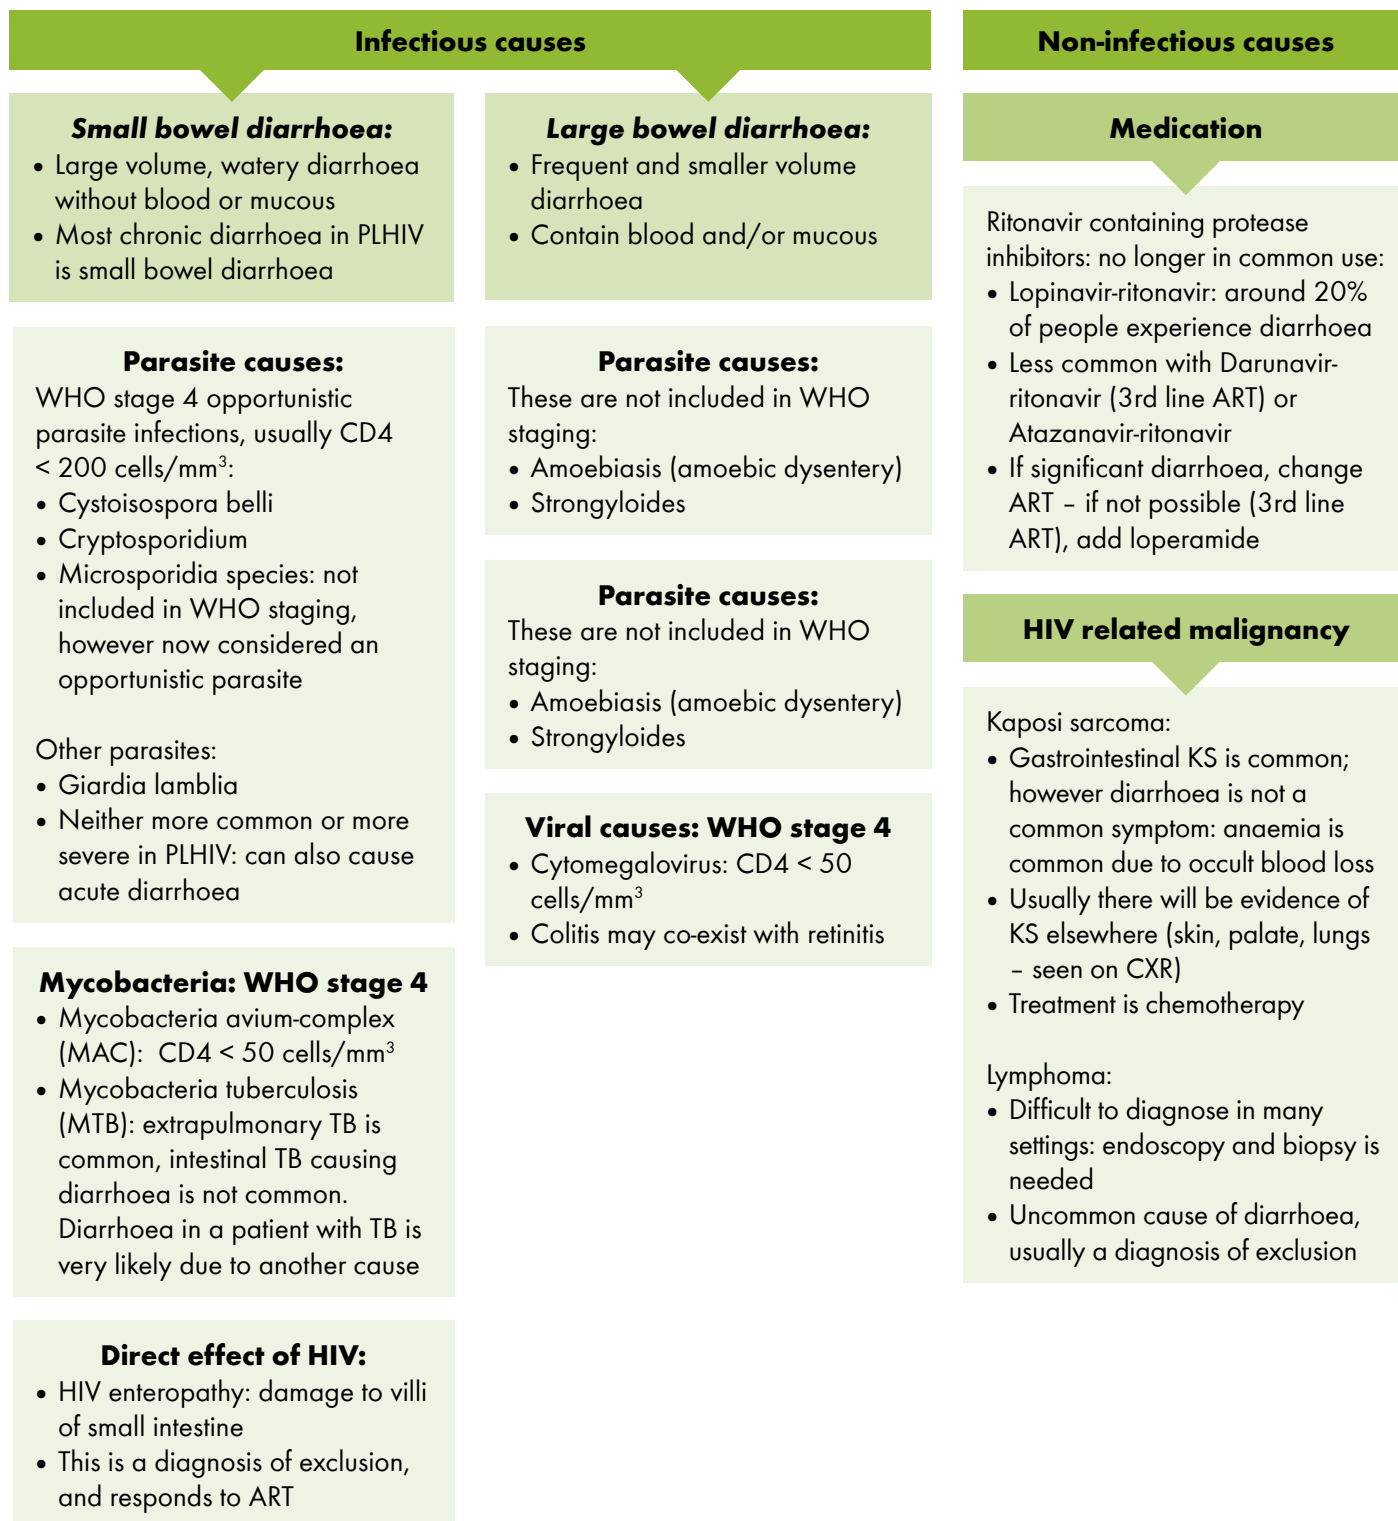 Infectious causes
Small bowel diarrhoea:
• Large volume, watery diarrhoea
without blood or mucous
• Most chronic diarrhoea in PLHIV
is small bowel diarrhoea
Parasite causes:
WHO stage 4 opportunistic
parasite infections, usually CD4
< 200 cells/mm³:
• Cystoisospora belli
• Cryptosporidium
• Microsporidia species: not
included in WHO staging,
however now considered an
opportunistic parasite
Other parasites:
• Giardia lamblia
• Neither more common or more
severe in PLHIV: can also cause
acute diarrhoea
Mycobacteria: WHO stage 4
• Mycobacteria avium-complex
(MAC): CD4 < 50 cells/mm³
• Mycobacteria tuberculosis
(MTB): extrapulmonary TB is
common, intestinal TB causing
diarrhoea is not common.
Diarrhoea in a patient with TB is
very likely due to another cause
Direct effect of HIV:
• HIV enteropathy: damage to villi
of small intestine
• This is a diagnosis of exclusion,
and responds to ART
Large bowel diarrhoea:
• Frequent and smaller volume
diarrhoea
• Contain blood and/or mucous
Parasite causes:
These are not included in WHO
staging:
• Amoebiasis (amoebic dysentery)
• Strongyloides
Parasite causes:
These are not included in WHO
staging:
• Amoebiasis (amoebic dysentery)
• Strongyloides
Viral causes: WHO stage 4
• Cytomegalovirus: CD4 < 50
cells/mm³
• Colitis may co-exist with retinitis
Non-infectious causes
Medication
Ritonavir containing protease
inhibitors: no longer in common use:
• Lopinavir-ritonavir: around 20%
of people experience diarrhoea
• Less common with Darunavir-
ritonavir (3rd line ART) or
Atazanavir-ritonavir
• If significant diarrhoea, change
ART – if not possible (3rd line
ART), add loperamide
HIV related malignancy
Kaposi sarcoma:
• Gastrointestinal KS is common;
however diarrhoea is not a
common symptom: anaemia is
common due to occult blood loss
• Usually there will be evidence of
KS elsewhere (skin, palate, lungs
– seen on CXR)
• Treatment is chemotherapy
Lymphoma:
• Difficult to diagnose in many
settings: endoscopy and biopsy is
needed
• Uncommon cause of diarrhoea,
usually a diagnosis of exclusion